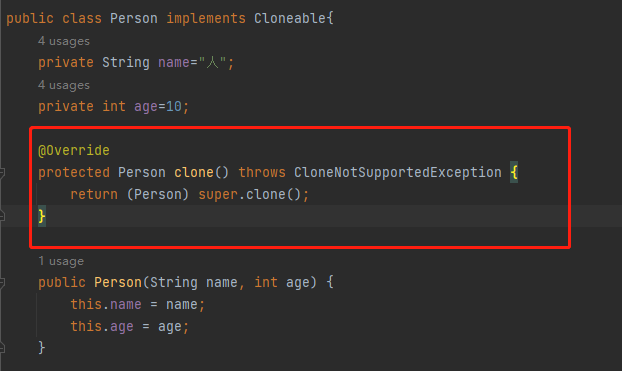 public class Person implements Cloneable{
4 usages
private String name="人";
4 usages
private int age=10;
@Override
protected Person clone() throws CloneNotSupportedException {
return (Person) super.clone();
}
1 usage
public Person(String name, int age) {
this.name = name;
this.age = age;
}